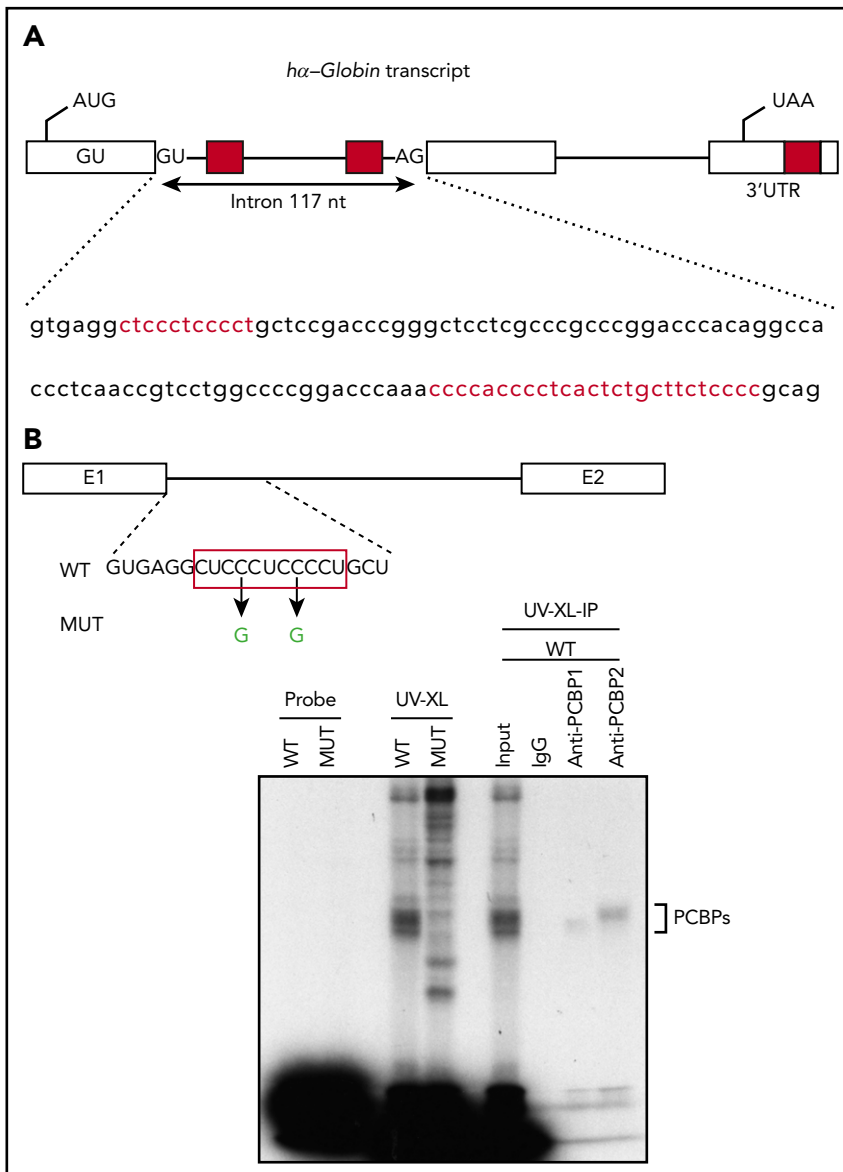 A
hα–Globin transcript
AUG
UAA
GU
GU
AG
Intron 117 nt
3’UTR
gtgaggctccctcccctgctccgacccgggctcctcgcccgcccggacccacaggcca
ccctcaaccgtcctggccccggacccaaaccccacccctcactctgcttctccccgcag
B
E1
E2
WT
GUGAGGCUCCCUCCCCUGCU
MUT
G
G
UV-XL-IP
WT
Probe
UV-XL
WT
MUT
WT
MUT
Input
IgG
Anti-PCBP1
Anti-PCBP2
PCBPs